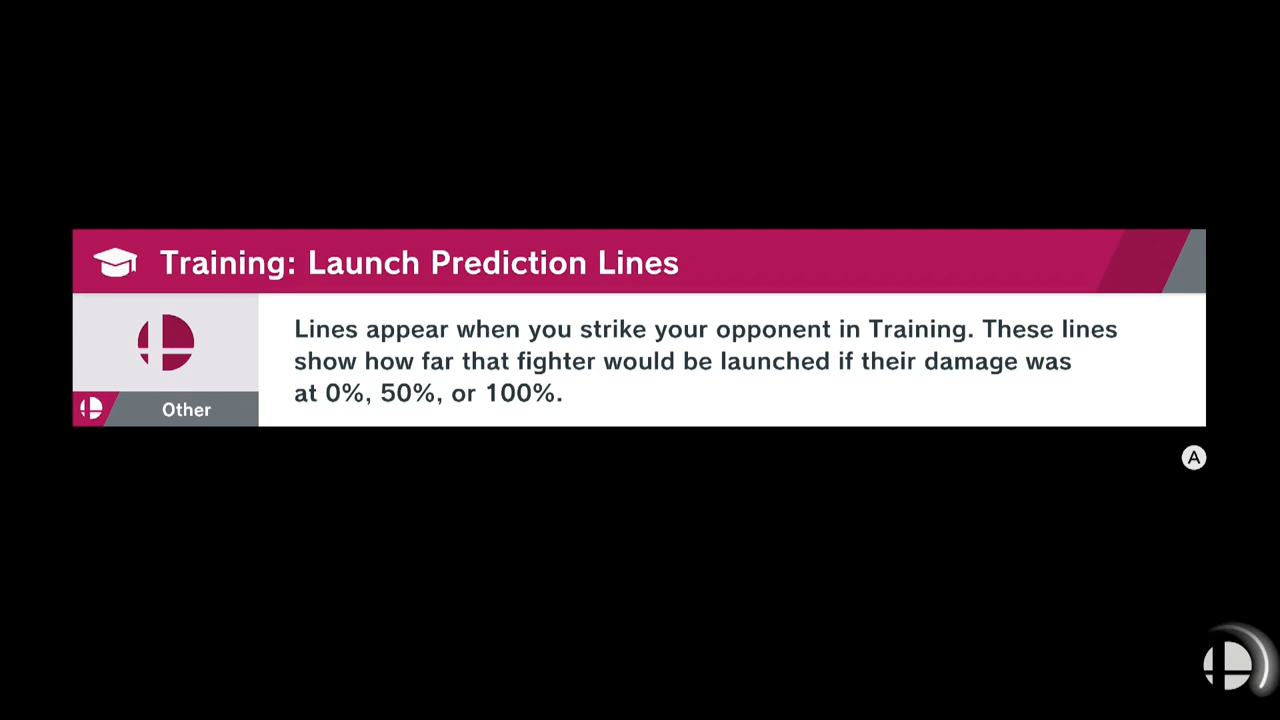 Training: Launch Prediction Lines
Lines appear when you strike your opponent in Training. These lines
show how far that fighter would be launched if their damage was
at 0%, 50%, or 100%.
Other
A